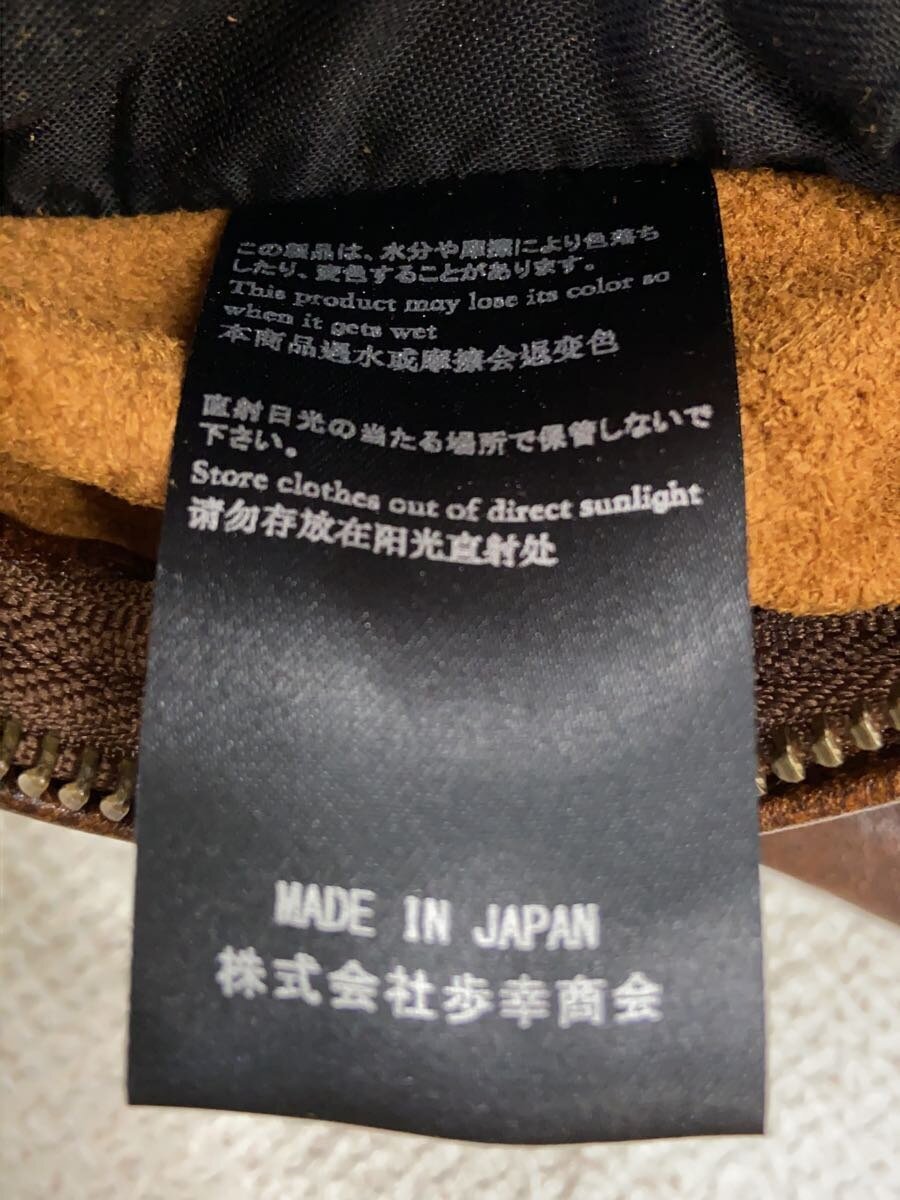 この製品は、水分や摩擦により色落ち
したり、変色することがあります。
This product may lose its color so
when it gets wet
本商品遇水或摩擦会退变色
直射日光の当たる場所で保管しないで
下さい。
Store clothes out of direct sunlight
请勿存放在阳光直射处
MADE IN JAPAN
株式会社歩幸商会